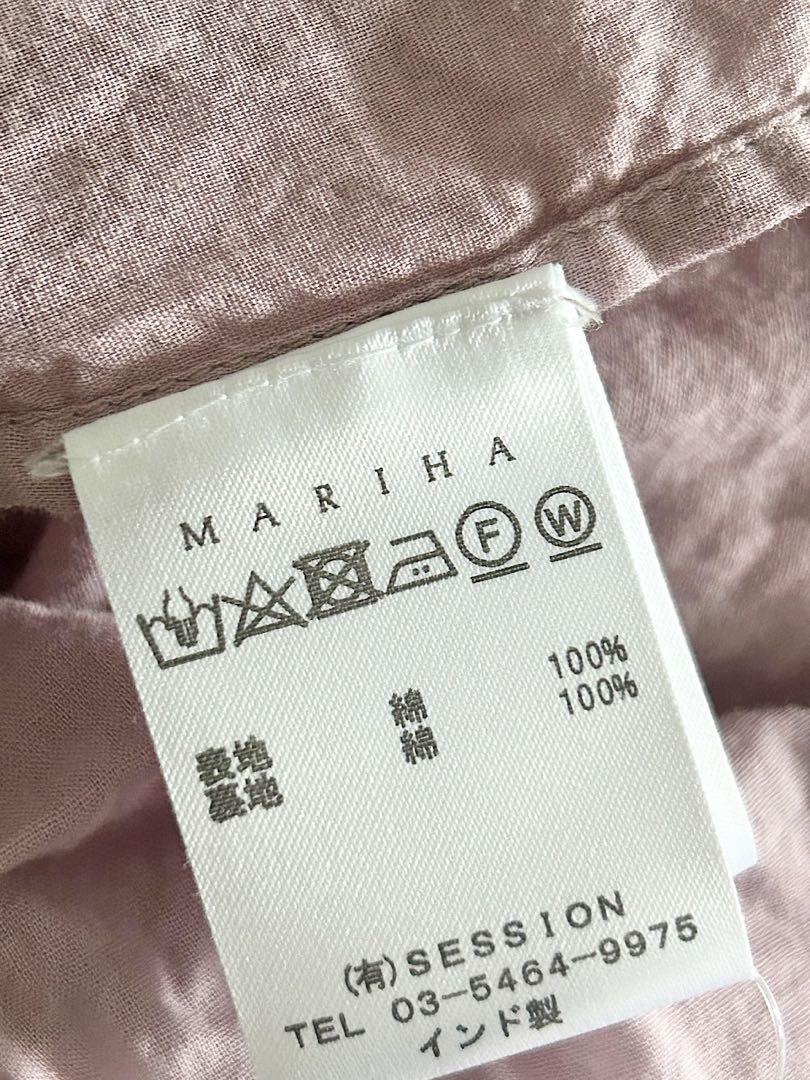 MARIHA
F W
表地 綿 100%
裏地 綿 100%
(有)SESSION
TEL 03-5464-9975
インド製